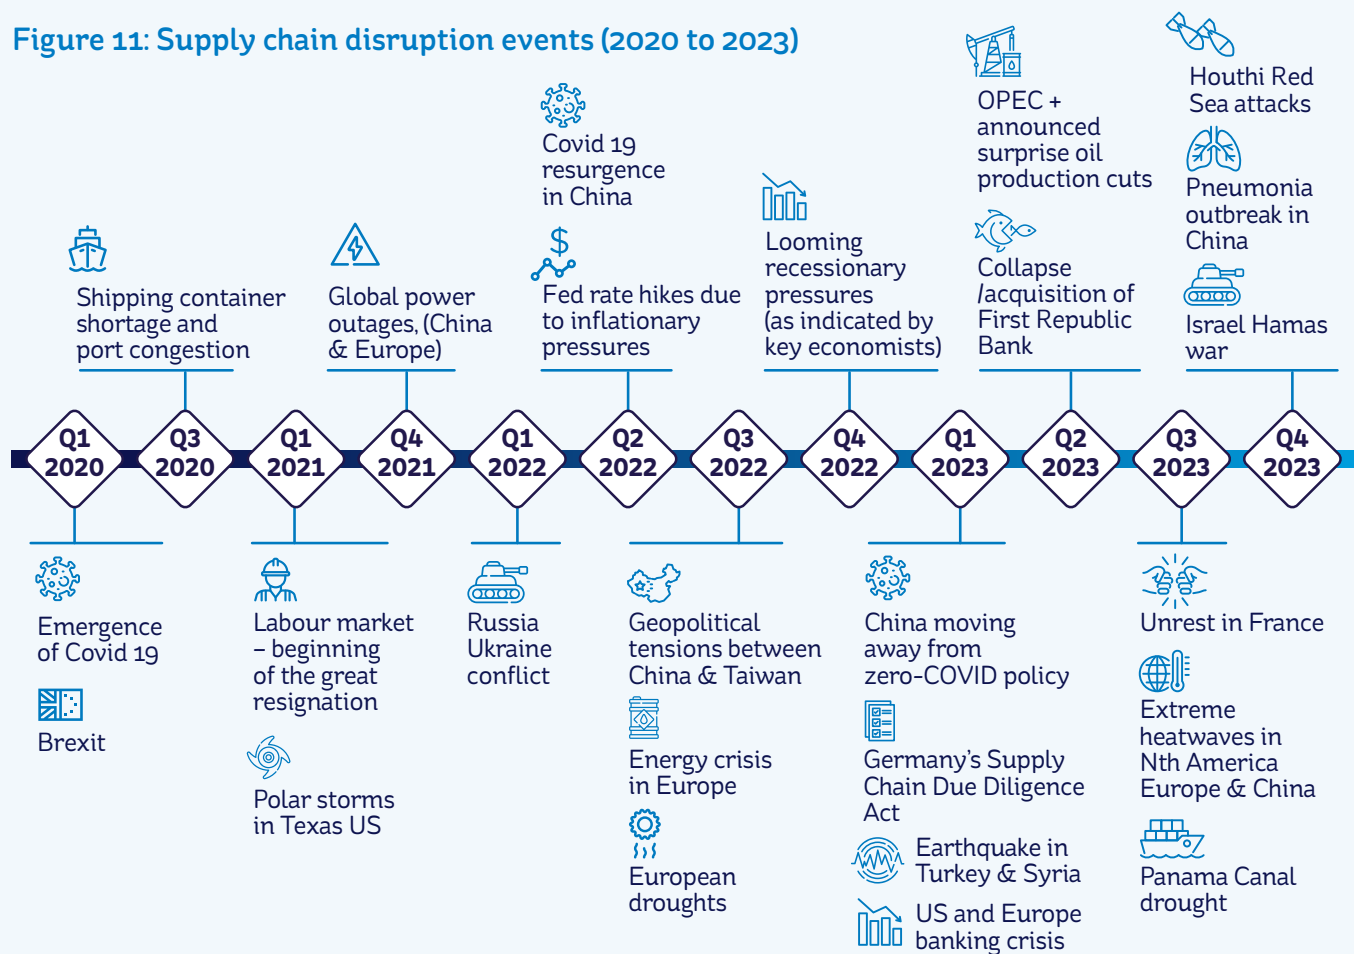 Figure 11: Supply chain disruption events (2020 to 2023)
Shipping container
shortage and
port congestion
Global power
outages, (China
& Europe)
Covid 19
resurgence
in China
$
Fed rate hikes due
to inflationary
pressures
Looming
recessionary
pressures
(as indicated by
key economists)
OPEC +
announced
surprise oil
production cuts
Collapse
/acquisition of
First Republic
Bank
Houthi Red
Sea attacks
Pneumonia
outbreak in
China
Israel Hamas
war
Q1
2020
Q3
2020
Q1
2021
Q4
2021
Q1
2022
Q2
2022
Q3
2022
Q4
2022
Q1
2023
Q2
2023
Q3
2023
Q4
2023
Emergence
of Covid 19
Brexit
Labour market
– beginning
of the great
resignation
Polar storms
in Texas US
Russia
Ukraine
conflict
Geopolitical
tensions between
China & Taiwan
Energy crisis
in Europe
European
droughts
China moving
away from
zero-COVID policy
Germany's Supply
Chain Due Diligence
Act
Earthquake in
Turkey & Syria
US and Europe
banking crisis
Unrest in France
Extreme
heatwaves in
Nth America
Europe & China
Panama Canal
drought